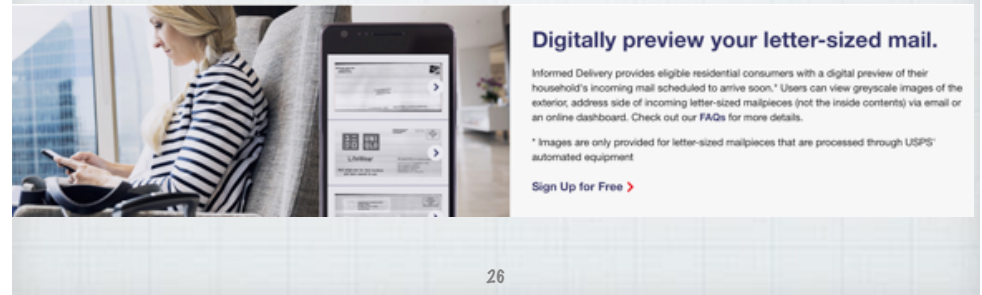 Digitally preview your letter-sized mail.
Informed Delivery provides eligible residential consumers with a digital preview of their
household's incoming mail scheduled to arrive soon.* Users can view greyscale images of the
exterior, address side of incoming letter-sized mailpieces (not the inside contents) via email or
an online dashboard. Check out our FAQs for more details.
* Images are only provided for letter-sized mailpieces that are processed through USPS'
automated equipment
Sign Up for Free
UNI QLO
LifeWear
26